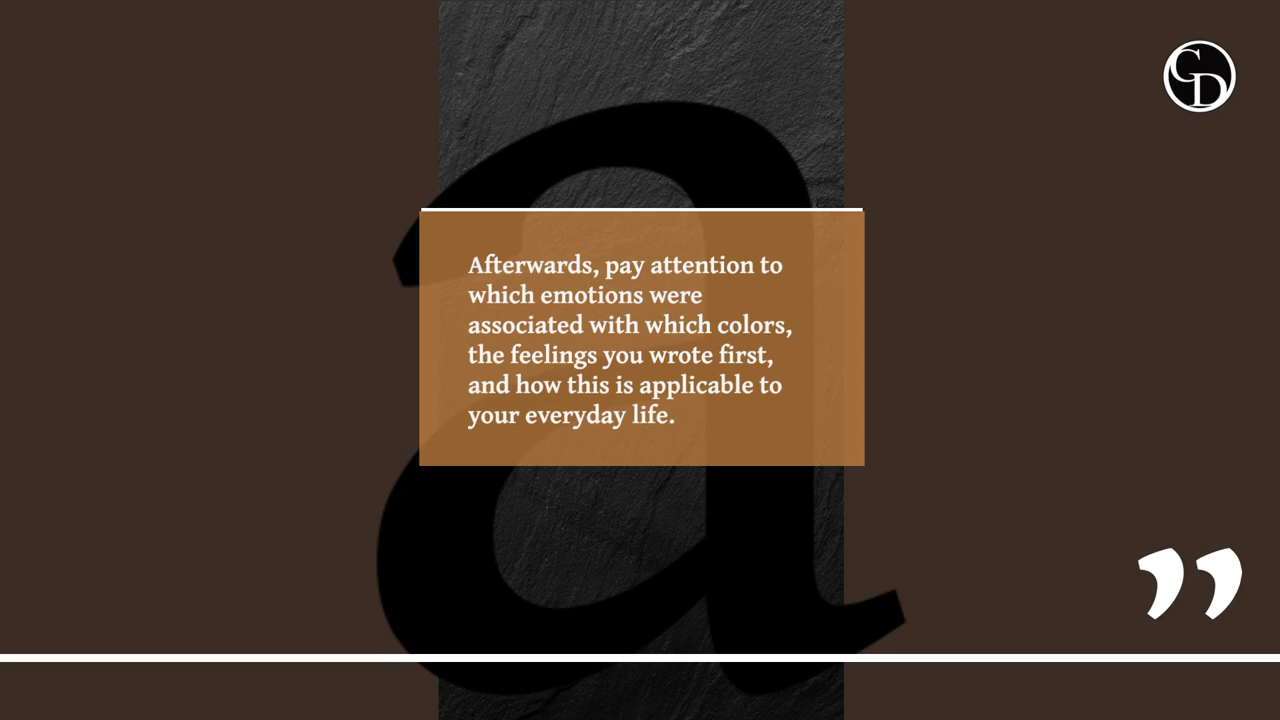 CD
Afterwards, pay attention to
which emotions were
associated with which colors,
the feelings you wrote first,
and how this is applicable to
your everyday life.
a
”